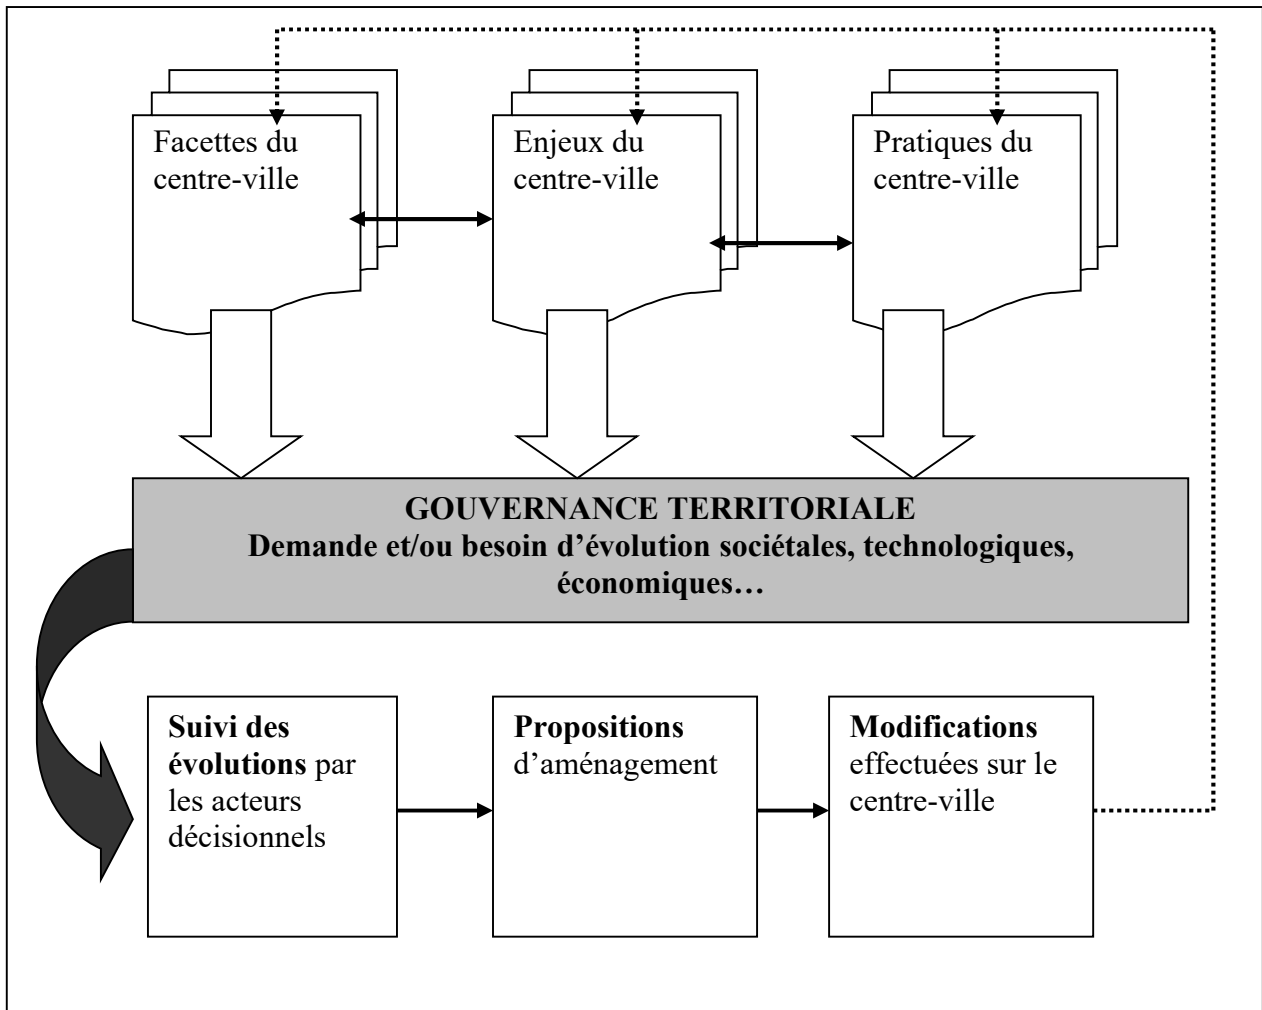 Facettes du
centre-ville
Enjeux du
centre-ville
Pratiques du
centre-ville
GOUVERNANCE TERRITORIALE
Demande et/ou besoin d’évolution sociétales, technologiques,
économiques…
Suivi des
évolutions par
les acteurs
décisionnels
Propositions
d’aménagement
Modifications
effectuées sur le
centre-ville